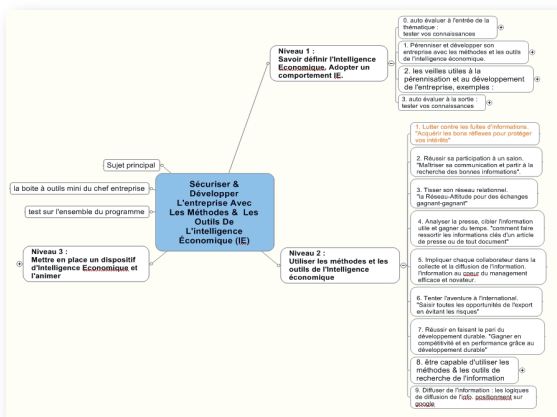 Niveau 1 :
Savoir définir l'Intelligence
Economique. Adopter un
comportement IE.
0. auto évaluer à l'entrée de la
thématique :
tester vos connaissances
1. Pérenniser et développer son
entreprise avec les méthodes et les outils
de l'intelligence économique.
2. les veilles utiles à la
pérennisation et au développement
de l'entreprise, exemples :
3. auto évaluer à la sortie :
tester vos connaissances
Sujet principal
la boite à outils mini du chef entreprise
test sur l'ensemble du programme
Niveau 3 :
Mettre en place un dispositif
d'Intelligence Economique et
l'animer
Sécuriser &
Développer
L'entreprise Avec
Les Méthodes & Les
Outils De
L'intelligence
Économique (IE)
Niveau 2 :
Utiliser les méthodes et les
outils de l'Intelligence
économique
1. Lutter contre les fuites d'informations.
"Acquérir les bons réflexes pour protéger
vos intérêts"
2. Réussir sa participation à un salon.
"Maîtriser sa communication et partir à la
recherche des bonnes informations".
3. Tisser son réseau relationnel.
"la Réseau-Attitude pour des échanges
gagnant-gagnant"
4. Analyser la presse, cibler l'information
utile et gagner du temps. "comment faire
ressortir les informations clés d'un article
de presse ou de tout document"
5. Impliquer chaque collaborateur dans la
collecte et la diffusion de l'information.
l'information au coeur du management
efficace et novateur.
6. Tenter l'aventure à l'international.
"Saisir toutes les opportunités de l'export
en évitant les risques"
7. Réussir en faisant le pari du
développement durable. "Gagner en
compétitivité et en performance grâce au
développement durable"
8. être capable d'utiliser les
méthodes & les outils de
recherche de l'information
9. Diffuser de l'information : les logiques
de diffusion de l'info. positionment sur
google